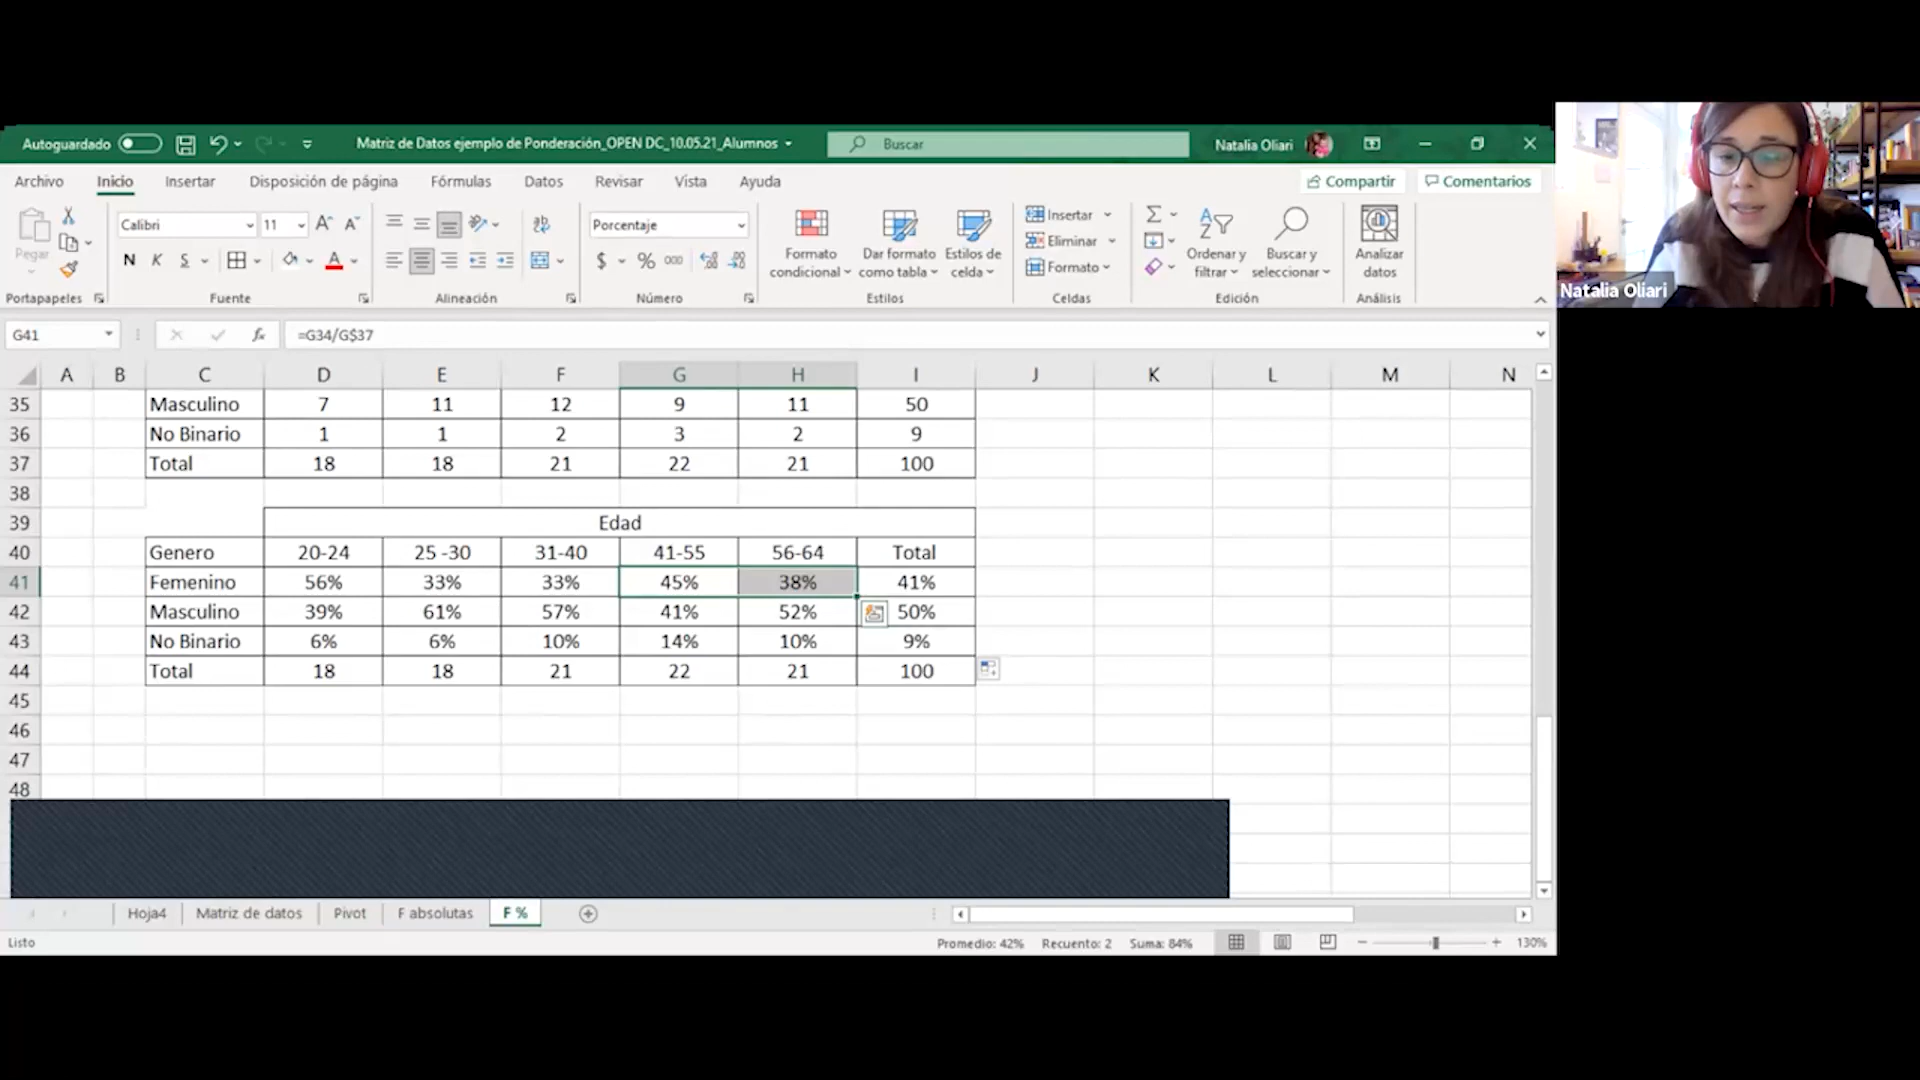 Autoguardado
Matriz de Datos ejemplo de Ponderación_OPEN DC_10.05.21_Alumnos
Buscar
Natalia Oliari
Archivo Inicio Insertar Disposición de página Fórmulas Datos Revisar Vista Ayuda
Compartir Comentarios
Pegar
Calibri 11
N K S
Porcentaje
$ % 000
Formato condicional
Dar formato como tabla
Estilos de celda
Insertar
Eliminar
Formato
Ordenar y filtrar
Buscar y seleccionar
Analizar datos
Portapapeles Fuente Alineación Número Estilos Celdas Edición Análisis
Natalia Oliari
G41 fx =G34/G$37
A B C D E F G H I J K L M N
35 Masculino 7 11 12 9 11 50
36 No Binario 1 1 2 3 2 9
37 Total 18 18 21 22 21 100
38
39 Edad
40 Genero 20-24 25 -30 31-40 41-55 56-64 Total
41 Femenino 56% 33% 33% 45% 38% 41%
42 Masculino 39% 61% 57% 41% 52% 50%
43 No Binario 6% 6% 10% 14% 10% 9%
44 Total 18 18 21 22 21 100
45
46
47
48
Hoja4 Matriz de datos Pivot F absolutas F %
Listo Promedio: 42% Recuento: 2 Suma: 84% 130%